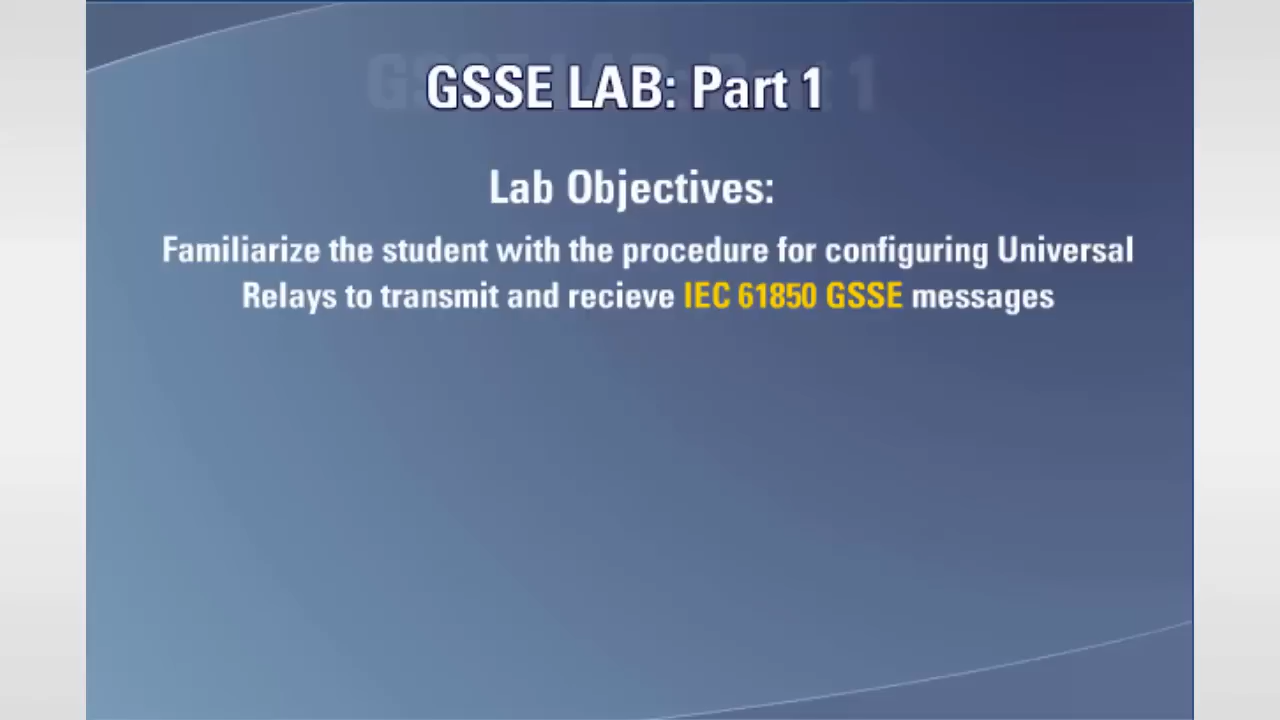 GSSE LAB: Part 1
Lab Objectives:
Familiarize the student with the procedure for configuring Universal
Relays to transmit and recieve IEC 61850 GSSE messages